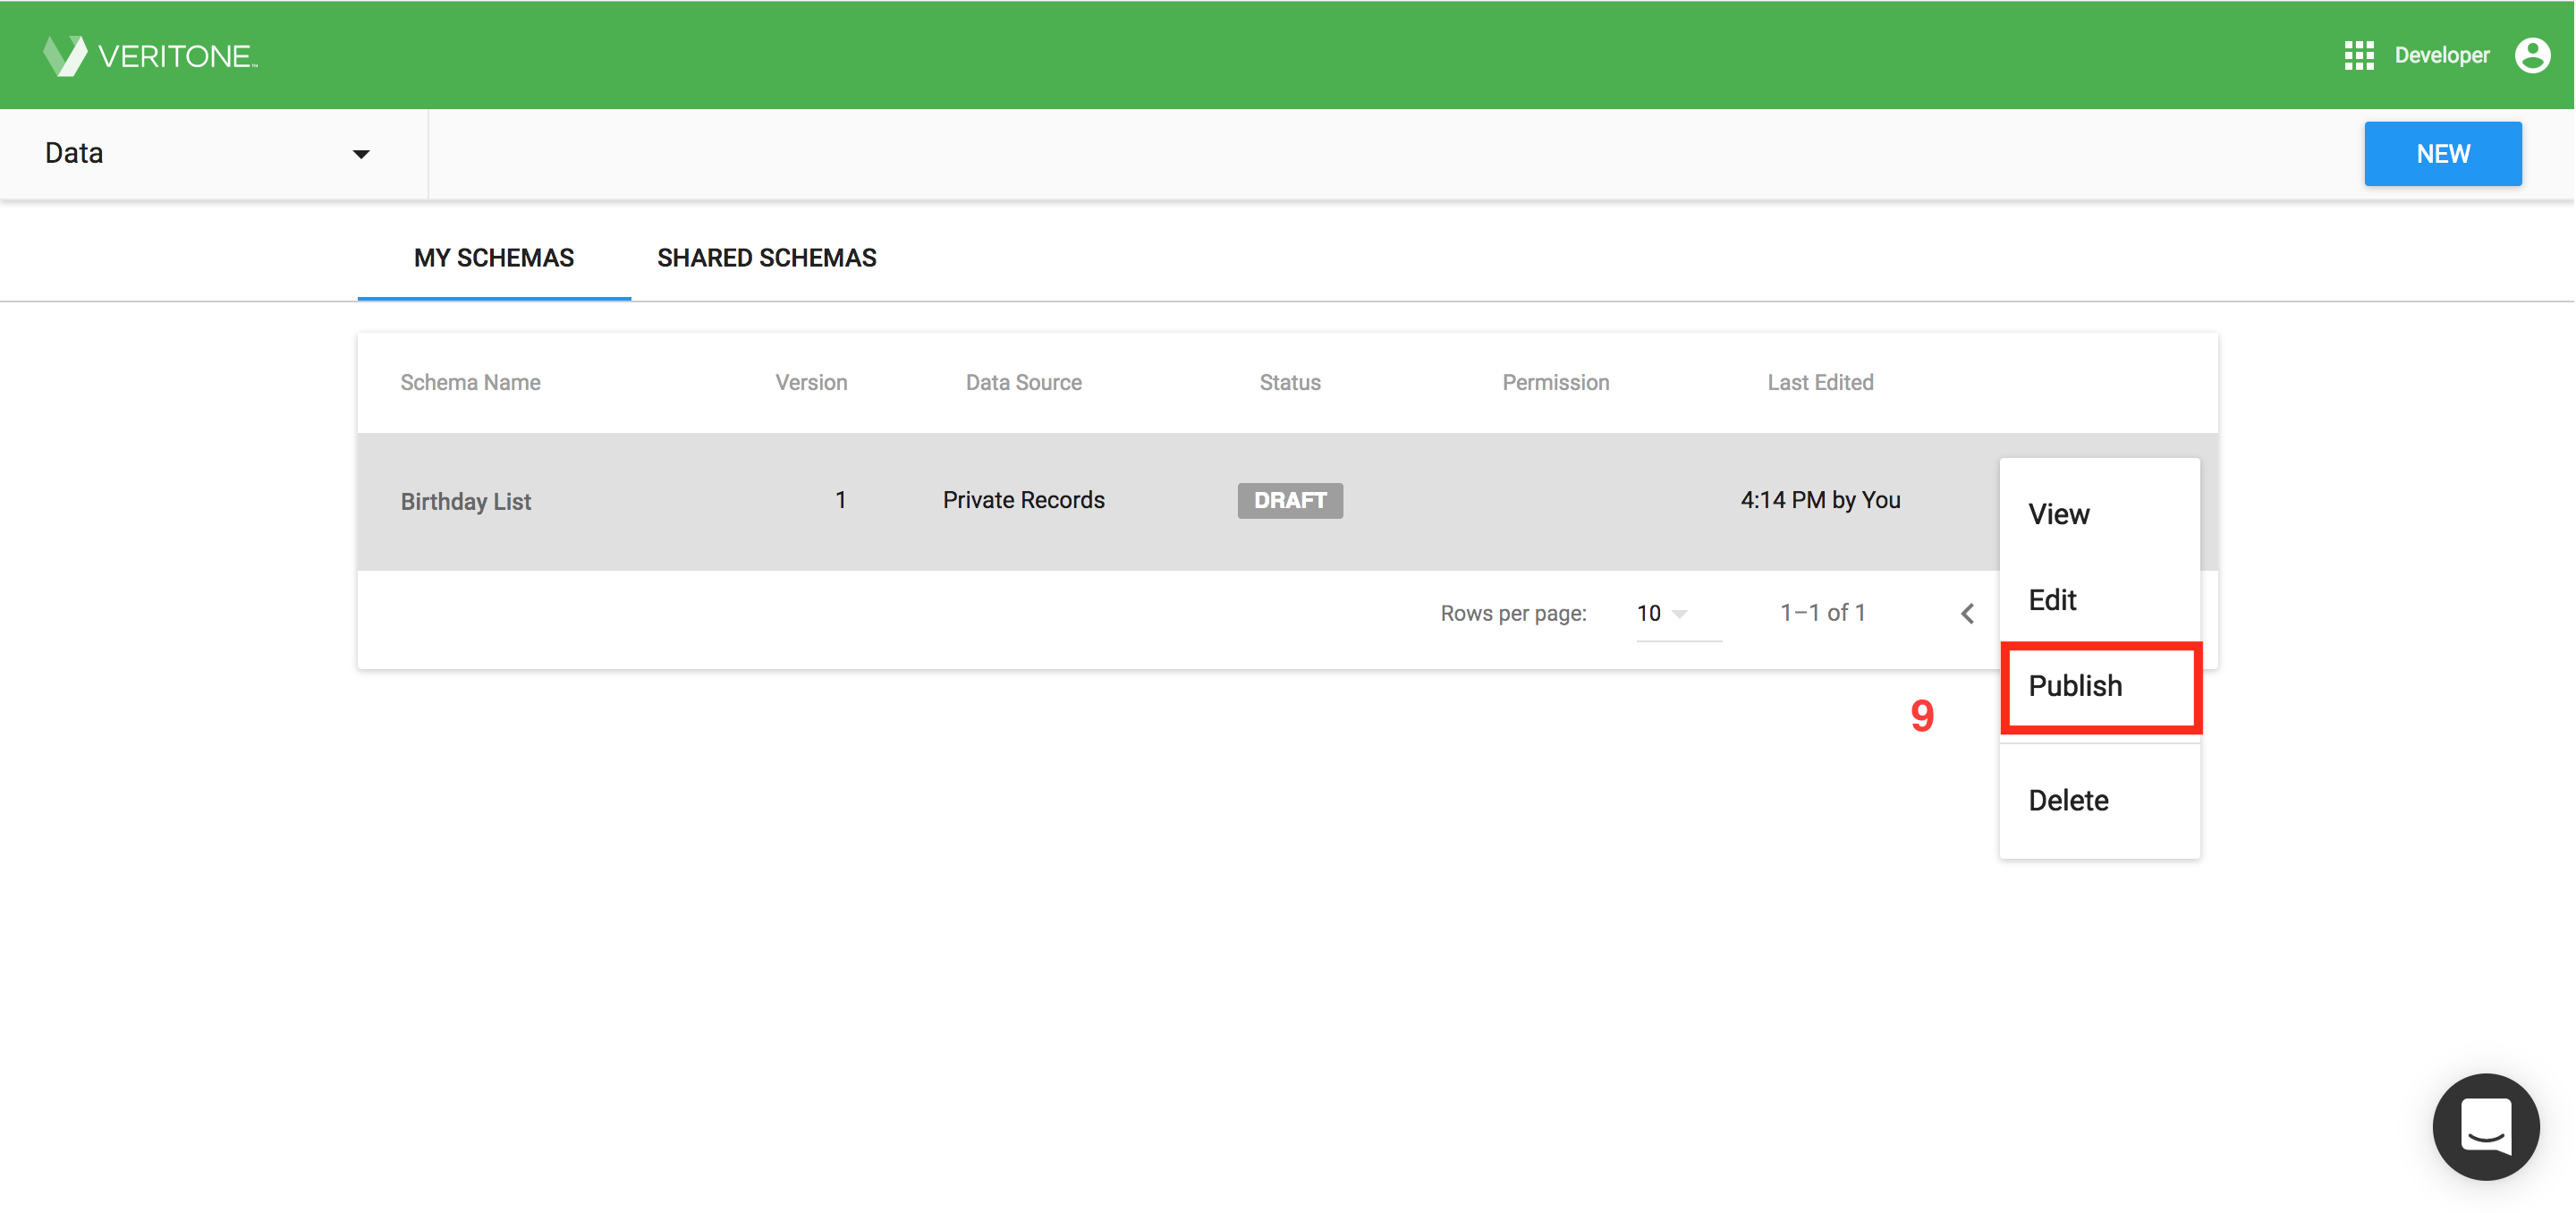 VERITONE™
Developer
Data
NEW
MY SCHEMAS SHARED SCHEMAS
Schema Name Version Data Source Status Permission Last Edited
Birthday List 1 Private Records DRAFT 4:14 PM by You
View
Edit
Rows per page: 10 1–1 of 1
Publish
9
Delete